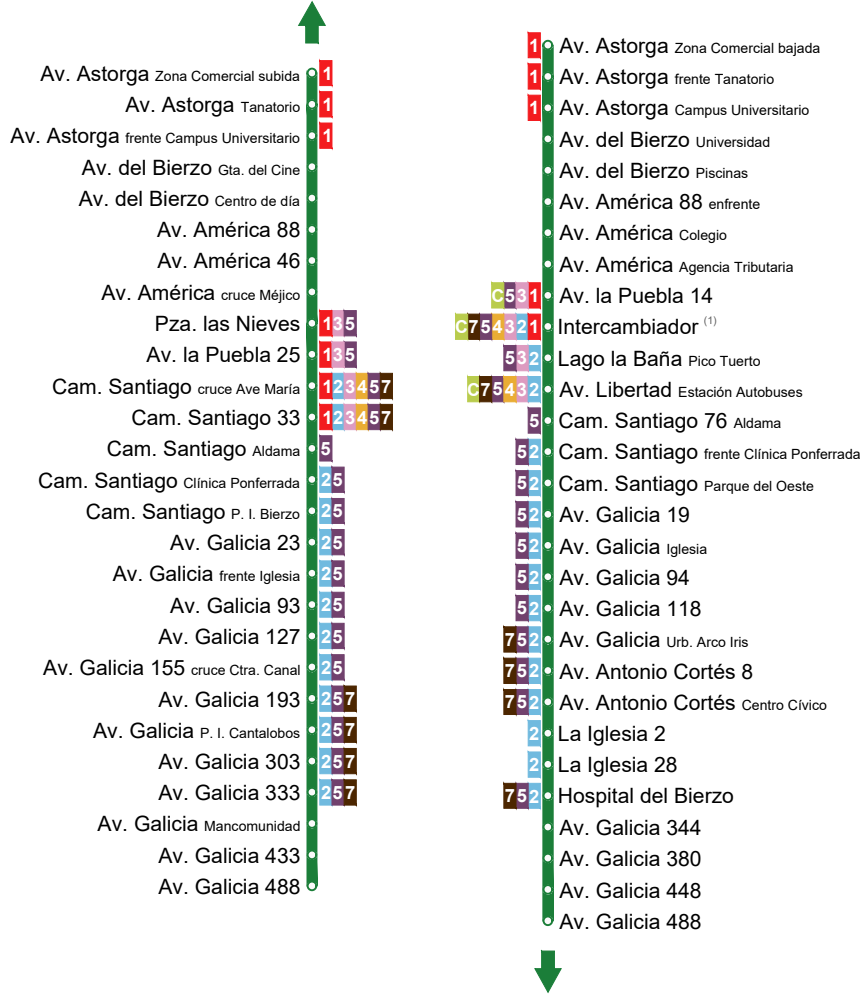 Av. Astorga Zona Comercial subida 1
Av. Astorga Tanatorio 1
Av. Astorga frente Campus Universitario 1
Av. del Bierzo Gta. del Cine
Av. del Bierzo Centro de día
Av. América 88
Av. América 46
Av. América cruce Méjico
Pza. las Nieves 135
Av. la Puebla 25 135
Cam. Santiago cruce Ave María 123457
Cam. Santiago 33 123457
Cam. Santiago Aldama 5
Cam. Santiago Clínica Ponferrada 25
Cam. Santiago P. I. Bierzo 25
Av. Galicia 23 25
Av. Galicia frente Iglesia 25
Av. Galicia 93 25
Av. Galicia 127 25
Av. Galicia 155 cruce Ctra. Canal 25
Av. Galicia 193 257
Av. Galicia P. I. Cantalobos 257
Av. Galicia 303 257
Av. Galicia 333 257
Av. Galicia Mancomunidad
Av. Galicia 433
Av. Galicia 488
1 Av. Astorga Zona Comercial bajada
1 Av. Astorga frente Tanatorio
1 Av. Astorga Campus Universitario
Av. del Bierzo Universidad
Av. del Bierzo Piscinas
Av. América 88 enfrente
Av. América Colegio
Av. América Agencia Tributaria
C531 Av. la Puebla 14
C754321 Intercambiador (1)
532 Lago la Baña Pico Tuerto
C75432 Av. Libertad Estación Autobuses
5 Cam. Santiago 76 Aldama
52 Cam. Santiago frente Clínica Ponferrada
52 Cam. Santiago Parque del Oeste
52 Av. Galicia 19
52 Av. Galicia Iglesia
52 Av. Galicia 94
52 Av. Galicia 118
752 Av. Galicia Urb. Arco Iris
752 Av. Antonio Cortés 8
752 Av. Antonio Cortés Centro Cívico
2 La Iglesia 2
2 La Iglesia 28
752 Hospital del Bierzo
Av. Galicia 344
Av. Galicia 380
Av. Galicia 448
Av. Galicia 488